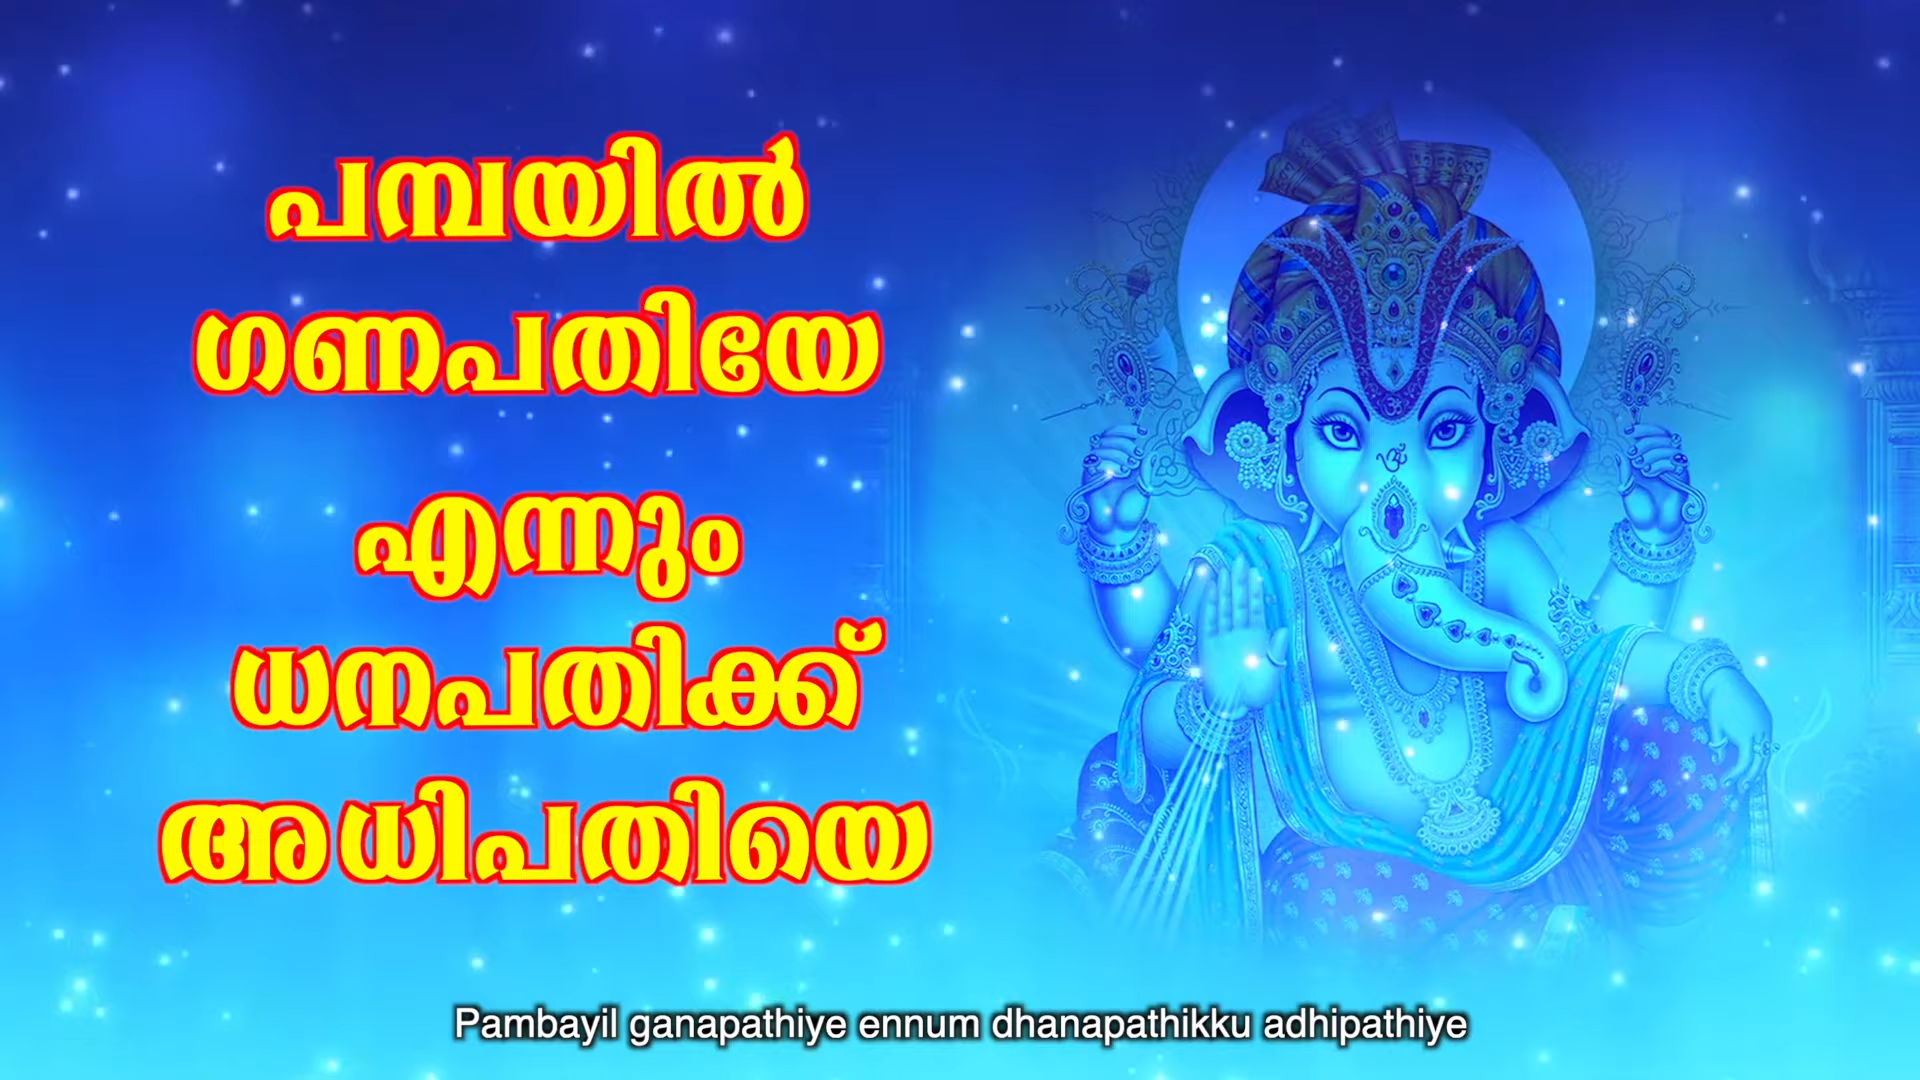 പമ്പയിൽ
ഗണപതിയേ
എന്നും
ധനപതിക്ക്
അധിപതിയെ
Pambayil ganapathiye ennum dhanapathikku adhipathiye